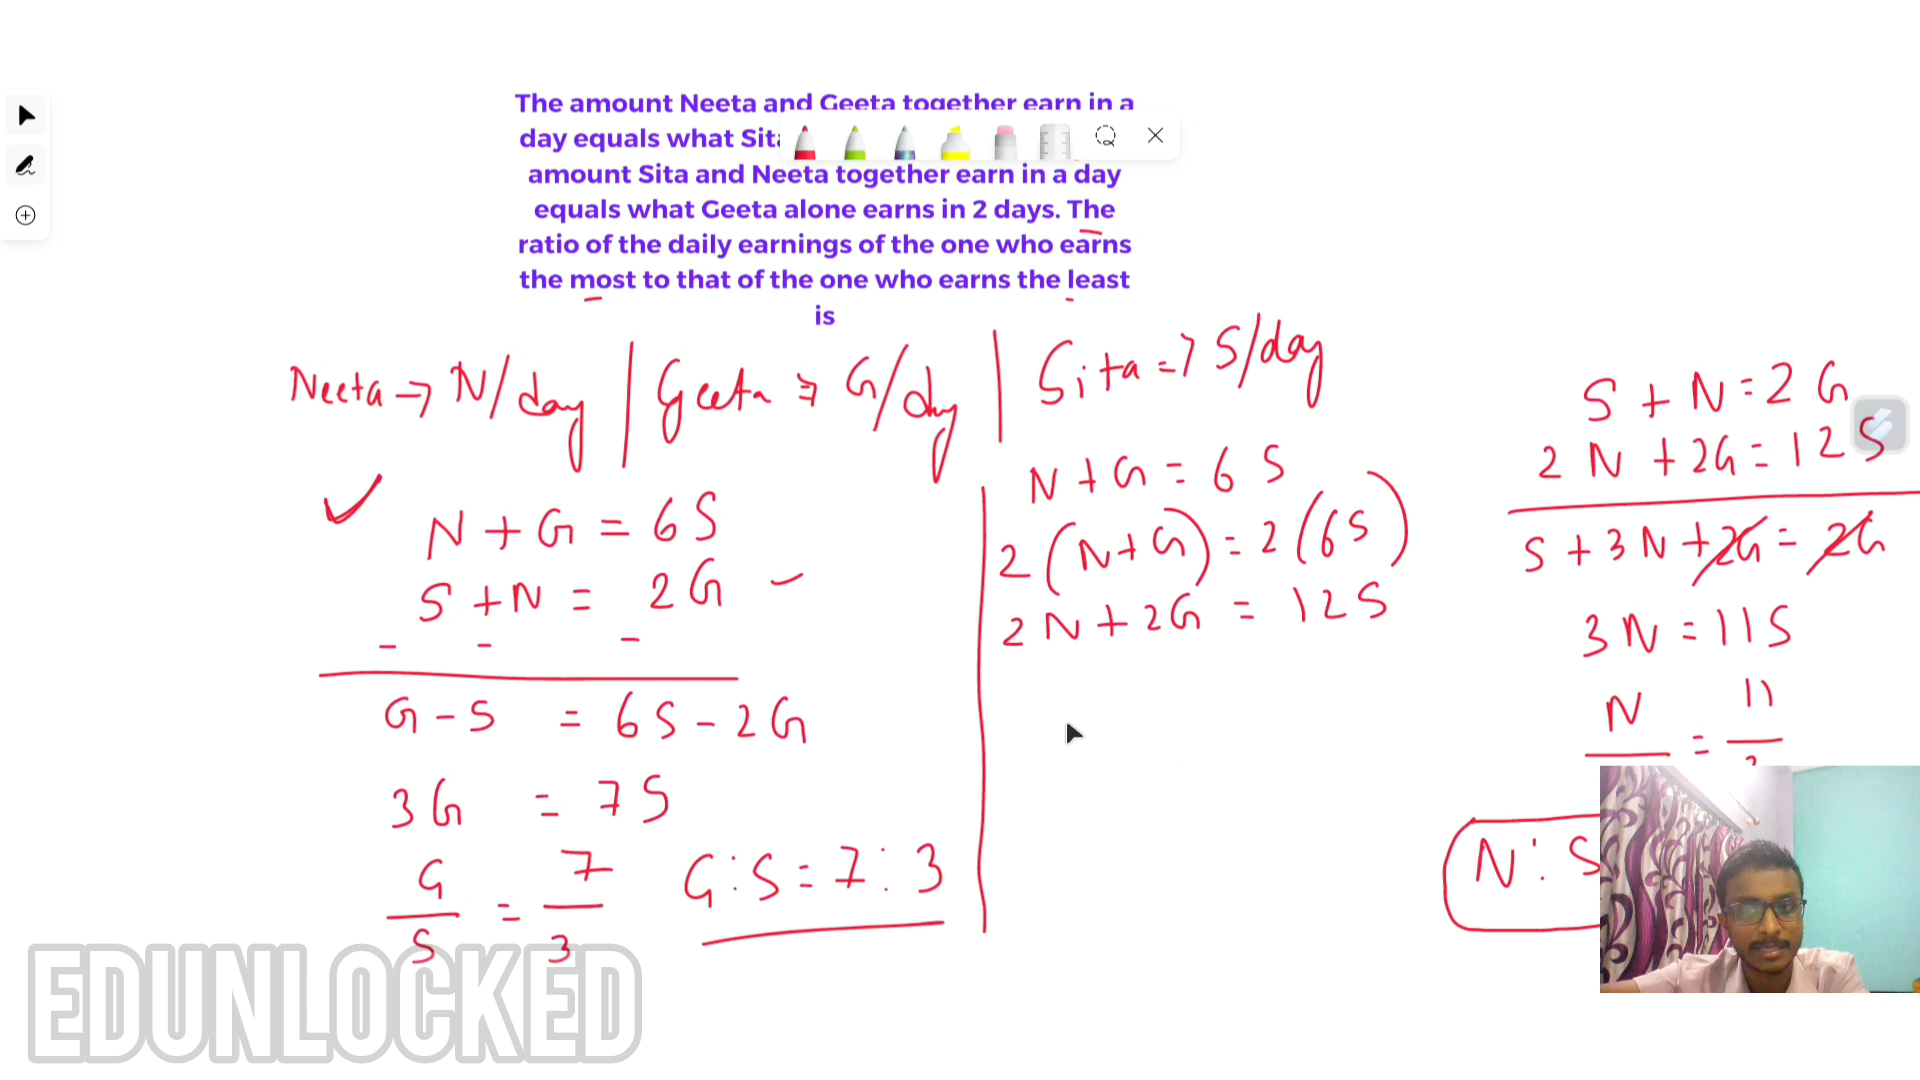 The amount Neeta and Geeta together earn in a
day equals what Sita
amount Sita and Neeta together earn in a day
equals what Geeta alone earns in 2 days. The
ratio of the daily earnings of the one who earns
the most to that of the one who earns the least
is
Neeta → N/day | Geeta ⇒ G/day | Sita => S/day
N + G = 6S
S + N = 2G
- - -
G - S = 6S - 2G
3G = 7S
G/S = 7/3
G : S = 7 : 3
N + G = 6 S
2 (N + G) = 2 (6S)
2N + 2G = 12S
S + N = 2G
2N + 2G = 12S
S + 3N + 2G = 2G
3N = 11S
N
= 11
N : S
EDUNLOCKED